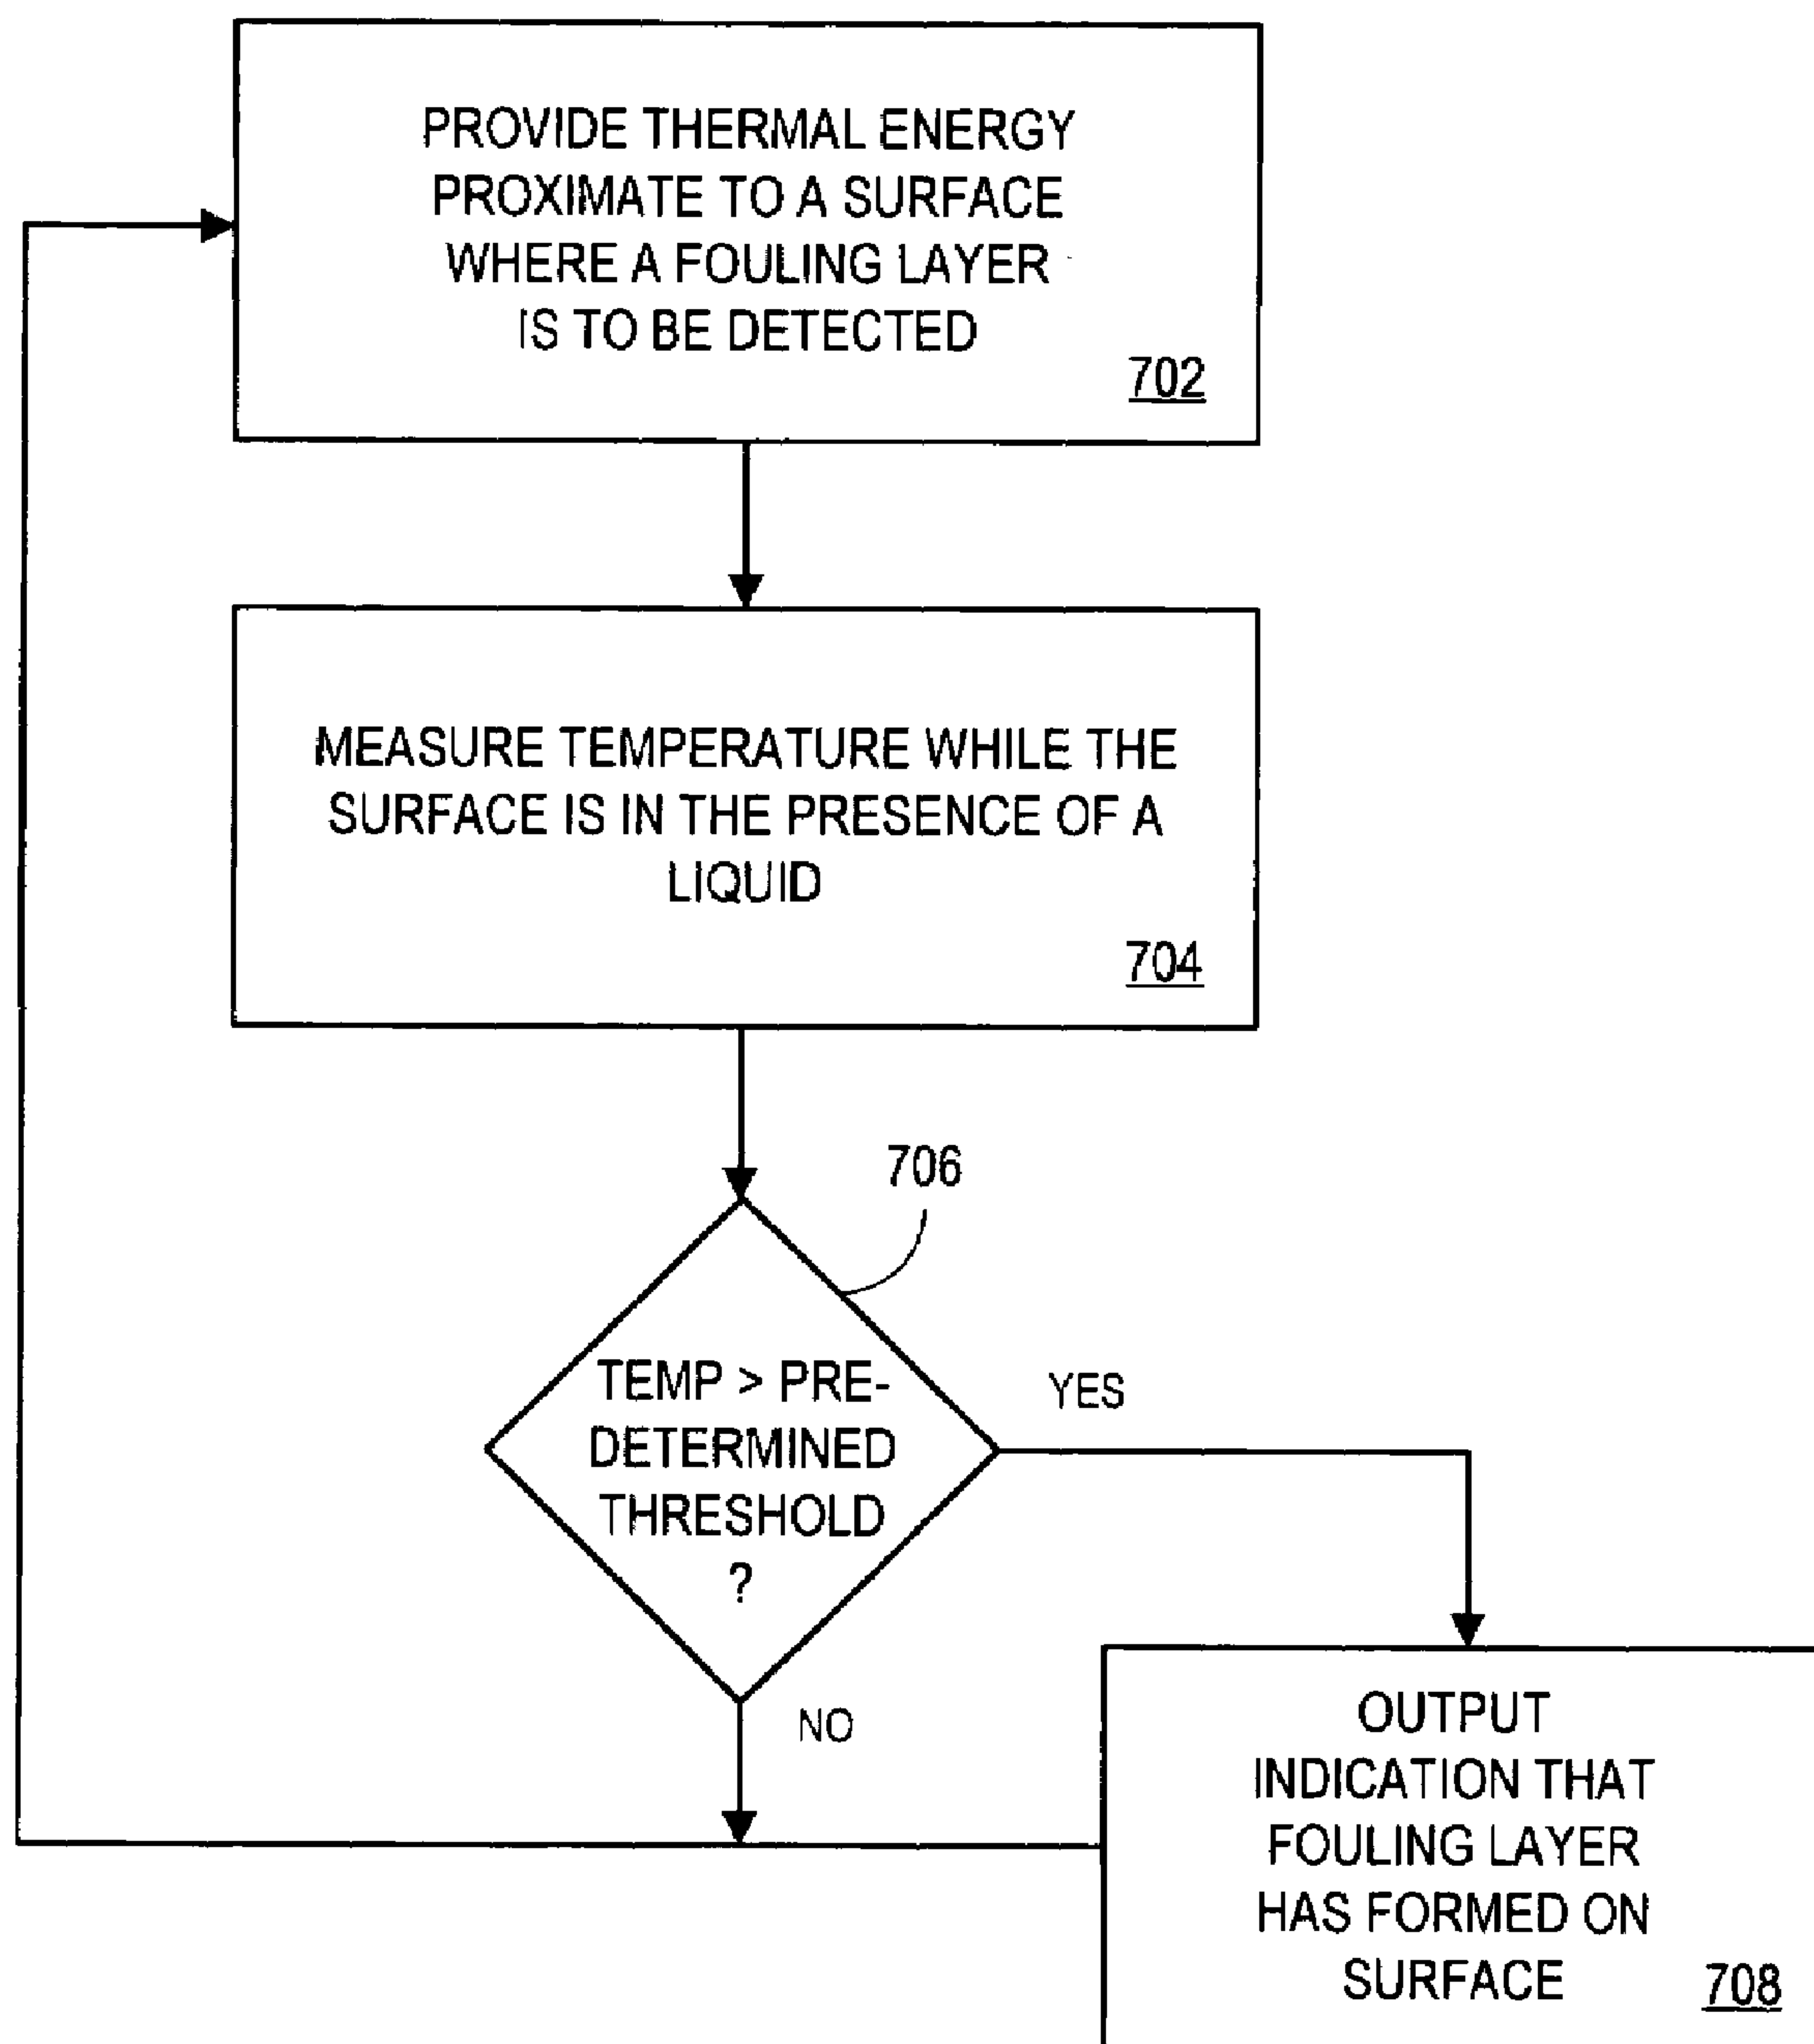 PROVIDE THERMAL ENERGY
PROXIMATE TO A SURFACE
WHERE A FOULING LAYER
IS TO BE DETECTED
702
MEASURE TEMPERATURE WHILE THE
SURFACE IS IN THE PRESENCE OF A
LIQUID
704
706
TEMP > PRE-
DETERMINED
THRESHOLD
?
YES
NO
OUTPUT
INDICATION THAT
FOULING LAYER
HAS FORMED ON
SURFACE
708